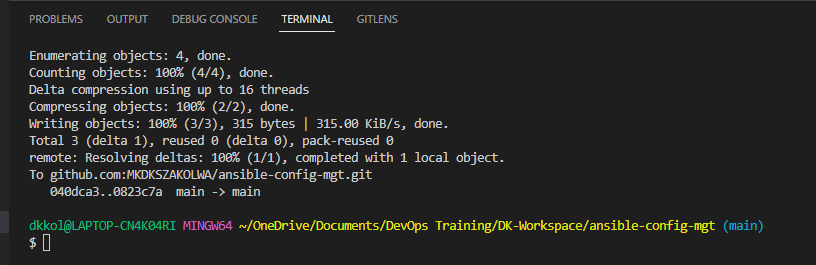 PROBLEMS OUTPUT DEBUG CONSOLE TERMINAL GITLENS
Enumerating objects: 4, done.
Counting objects: 100% (4/4), done.
Delta compression using up to 16 threads
Compressing objects: 100% (2/2), done.
Writing objects: 100% (3/3), 315 bytes | 315.00 KiB/s, done.
Total 3 (delta 1), reused 0 (delta 0), pack-reused 0
remote: Resolving deltas: 100% (1/1), completed with 1 local object.
To github.com:MKDKSZAKOLWA/ansible-config-mgt.git
   040dca3..0823c7a  main -> main
dkkol@LAPTOP-CN4K04RI MINGW64 ~/OneDrive/Documents/DevOps Training/DK-Workspace/ansible-config-mgt (main)
$